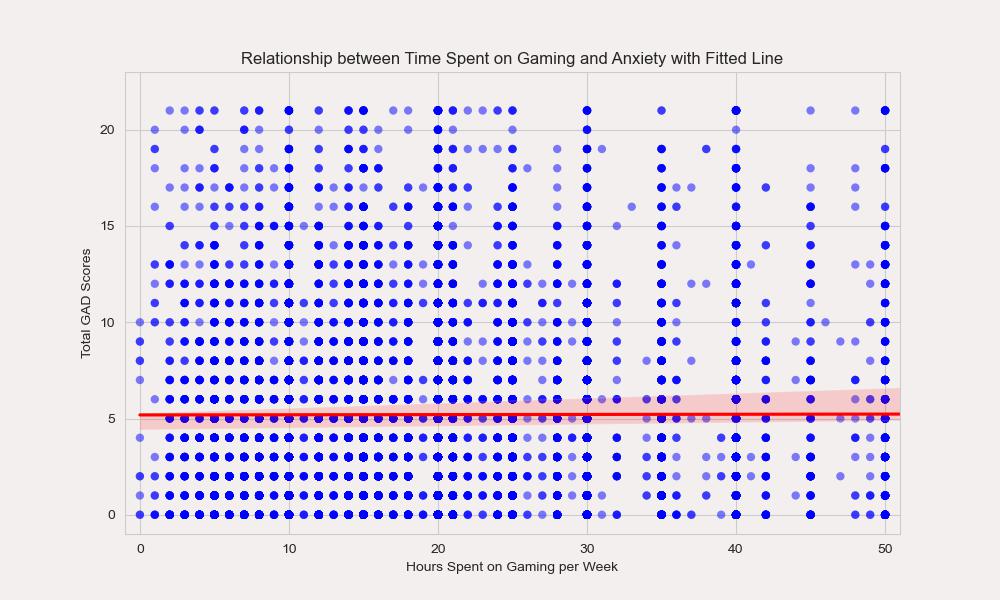 Relationship between Time Spent on Gaming and Anxiety with Fitted Line
20
15
10
5
0
Total GAD Scores
0 10 20 30 40 50
Hours Spent on Gaming per Week